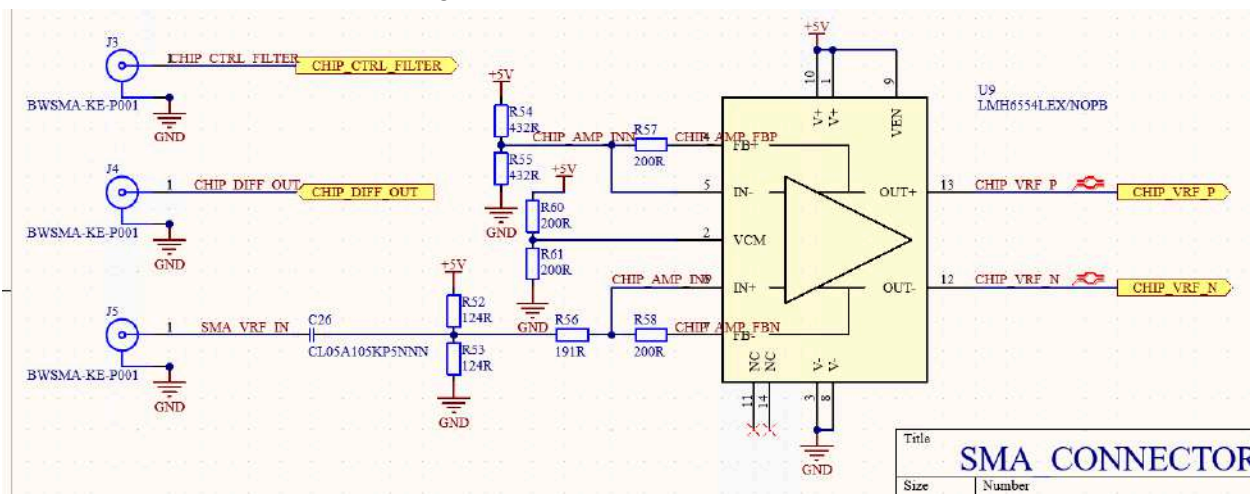 J3
1 CHIP_CTRL_FILTER
CHIP_CTRL_FILTER
BWSMA-KE-P001
GND
J4
1 CHIP_DIFF_OUT
CHIP_DIFF_OUT
BWSMA-KE-P001
GND
J5
1 SMA_VRF_IN
BWSMA-KE-P001
GND
C26
CL05A105KP5NNN
+5V
R52
124R
R53
124R
GND
+5V
R54
432R
R55
432R
GND
+5V
R60
200R
R61
200R
GND
CHIP_AMP_INN
R57
200R
CHIP_AMP_FBP
R56
191R
R58
200R
CHIP_AMP_FBN
+5V
10
1
9
V+
V+
VEN
U9
LMH6554LEX/NOPB
FB+
5
IN-
2
VCM
IN+
FB-
OUT+
OUT-
13
CHIP_VRF_P
CHIP_VRF_P
12
CHIP_VRF_N
CHIP_VRF_N
NC
NC
V-
V-
11
14
3
8
GND
Title
SMA_CONNECTOR
Size
Number